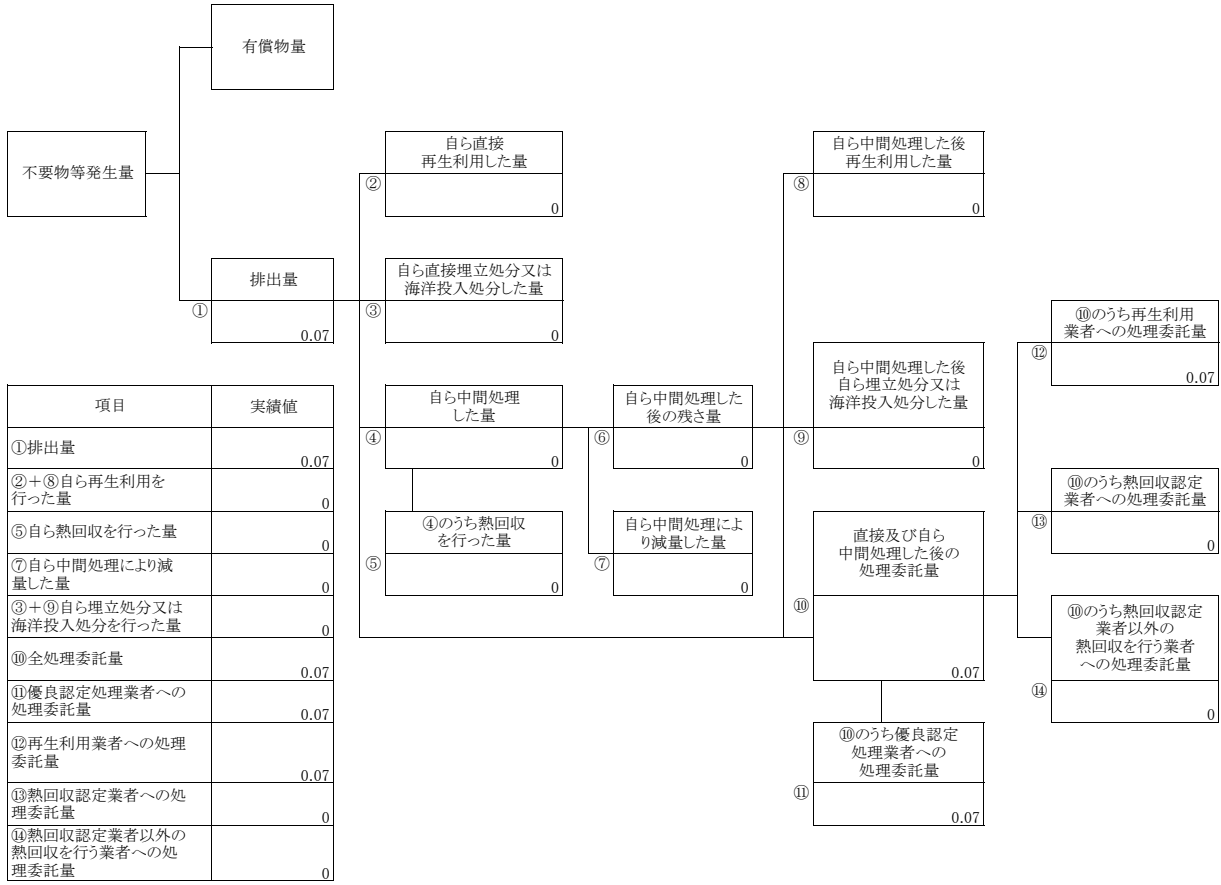 有償物量
不要物等発生量
排出量
①
0.07
自ら直接
再生利用した量
②
0
自ら直接埋立処分又は
海洋投入処分した量
③
0
自ら中間処理
した量
④
0
④のうち熱回収
を行った量
⑤
0
自ら中間処理した
後の残さ量
⑥
0
自ら中間処理によ
り減量した量
⑦
0
自ら中間処理した後
再生利用した量
⑧
0
自ら中間処理した後
自ら埋立処分又は
海洋投入処分した量
⑨
0
直接及び自ら
中間処理した後の
処理委託量
⑩
0.07
⑩のうち優良認定
処理業者への
処理委託量
⑪
0.07
⑩のうち再生利用
業者への処理委託量
⑫
0.07
⑩のうち熱回収認定
業者への処理委託量
⑬
0
⑩のうち熱回収認定
業者以外の
熱回収を行う業者
への処理委託量
⑭
0
項目 実績値
①排出量
0.07
②+⑧自ら再生利用を
行った量
0
⑤自ら熱回収を行った量
0
⑦自ら中間処理により減
量した量
0
③+⑨自ら埋立処分又は
海洋投入処分を行った量
0
⑩全処理委託量
0.07
⑪優良認定処理業者への
処理委託量
0.07
⑫再生利用業者への処理
委託量
0.07
⑬熱回収認定業者への処
理委託量
0
⑭熱回収認定業者以外の
熱回収を行う業者への処
理委託量
0